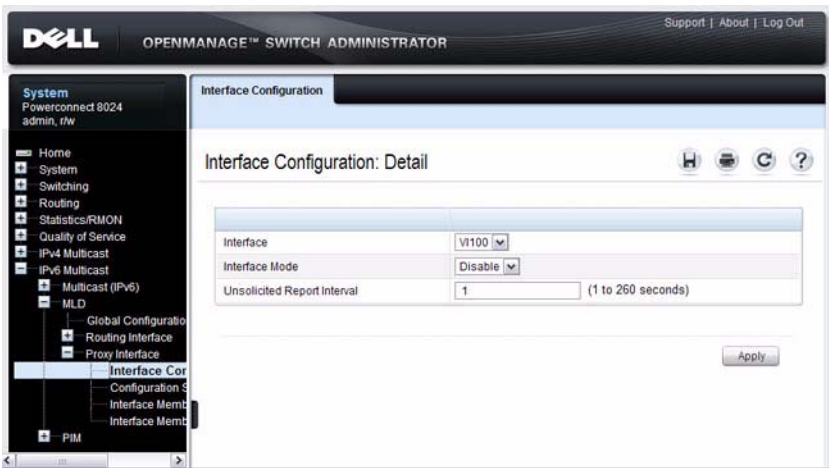 Support | About | Log Out
DELL
OPENMANAGE™ SWITCH ADMINISTRATOR
System
Powerconnect 8024
admin, r/w
Interface Configuration
Home
System
Switching
Routing
Statistics/RMON
Quality of Service
IPv4 Multicast
IPv6 Multicast
Multicast (IPv6)
MLD
Global Configuratio
Routing Interface
Proxy Interface
Interface Cor
Configuration S
Interface Memb
Interface Memb
PIM
Interface Configuration: Detail
Interface Vl100
Interface Mode Disable
Unsolicited Report Interval 1 (1 to 260 seconds)
Apply